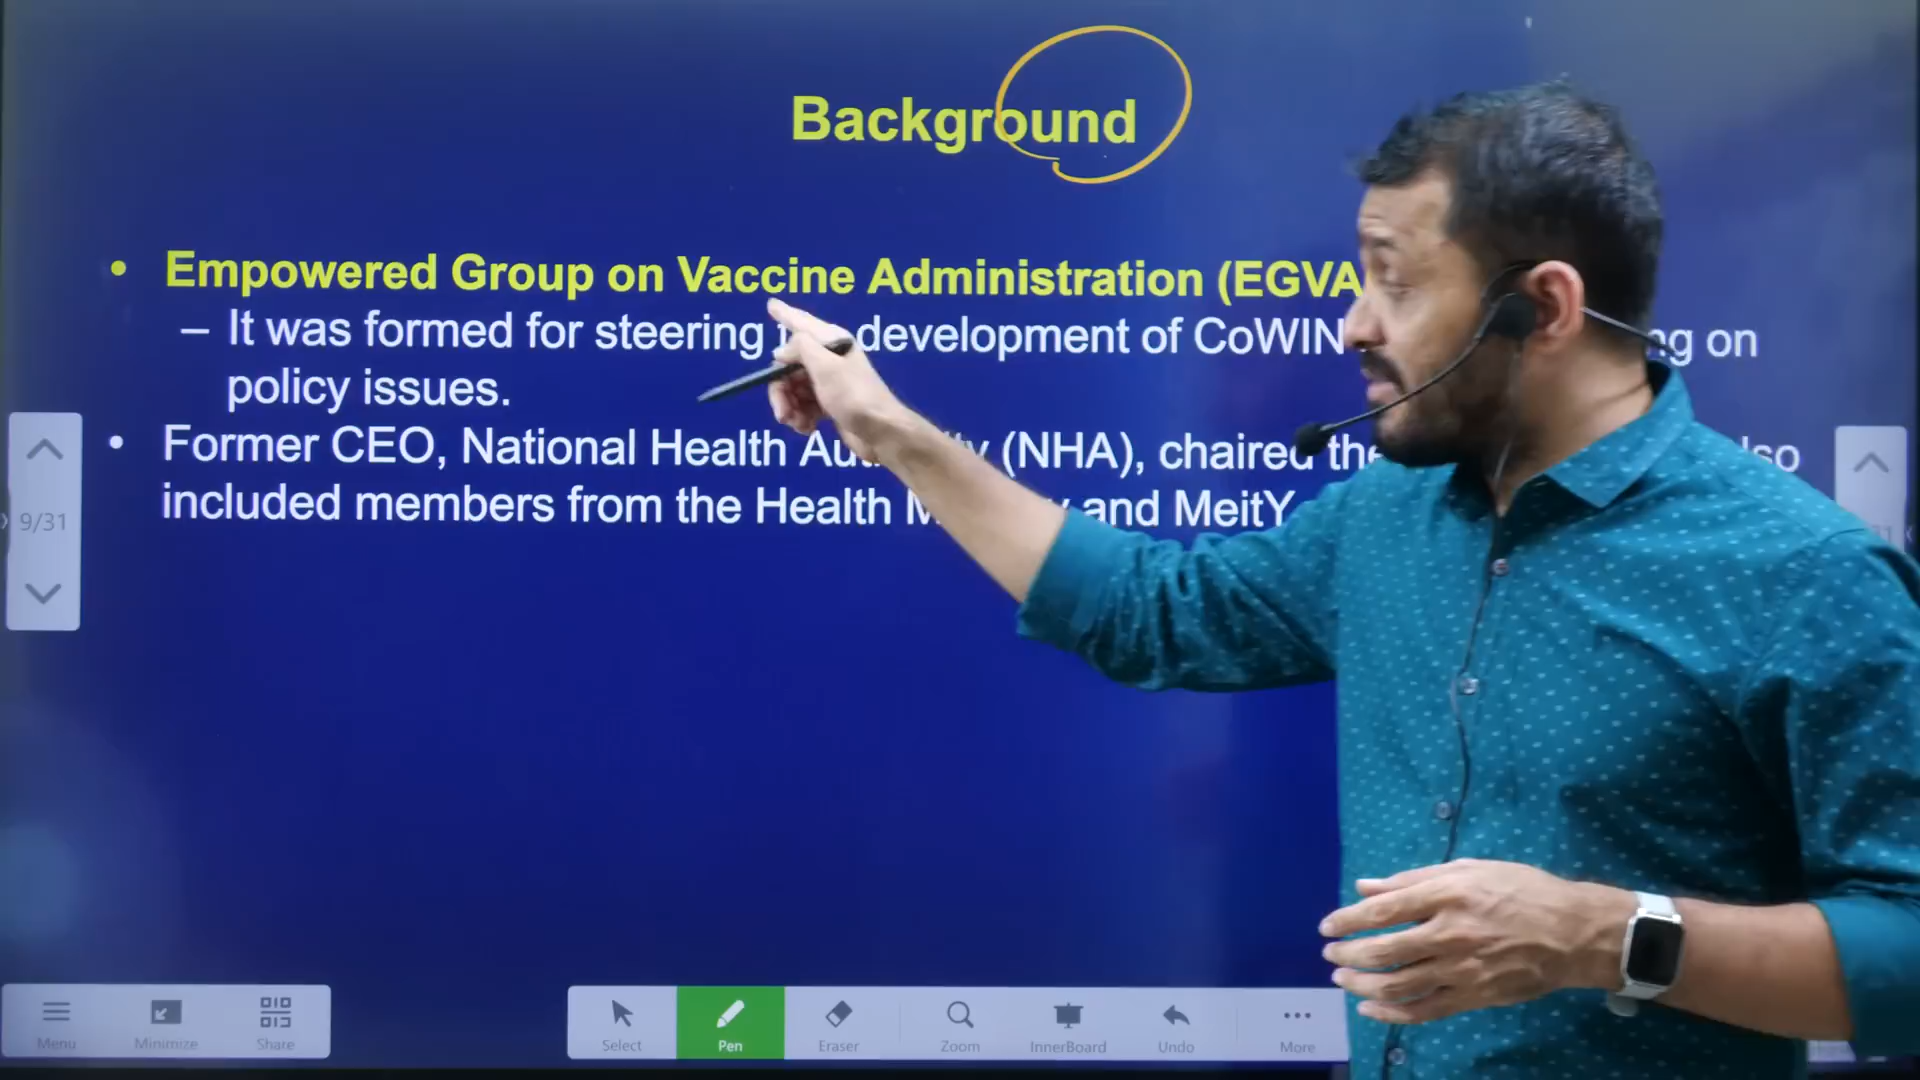 Background
• Empowered Group on Vaccine Administration (EGVA
– It was formed for steering development of CoWIN on
policy issues.
• Former CEO, National Health (NHA), chaired
included members from the Health and MeitY
9/31
Menu
Minimize
Share
Select
Pen
Eraser
Zoom
InnerBoard
Undo
More